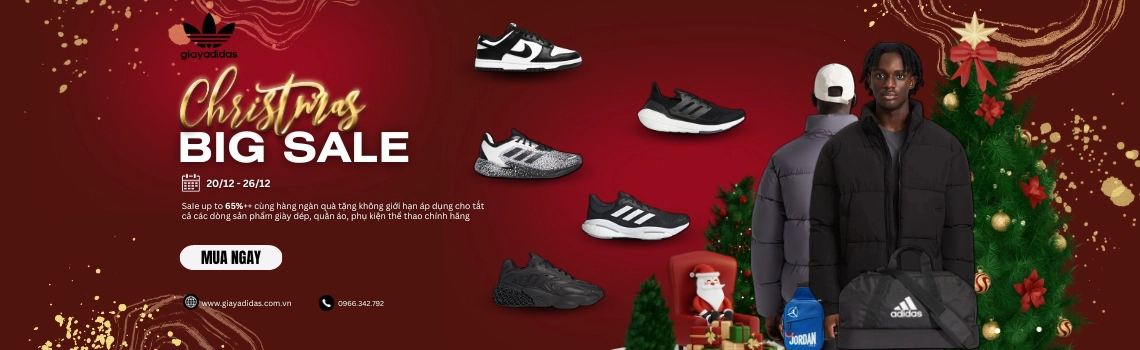 giayadidas
Christmas
BIG SALE
20/12 - 26/12
Sale up to 65%++ cùng hàng ngàn quà tặng không giới hạn áp dụng cho tất
cả các dòng sản phẩm giày dép, quần áo, phụ kiện thể thao chính hãng
MUA NGAY
www.giayadidas.com.vn
0966.342.792
JORDAN
adidas